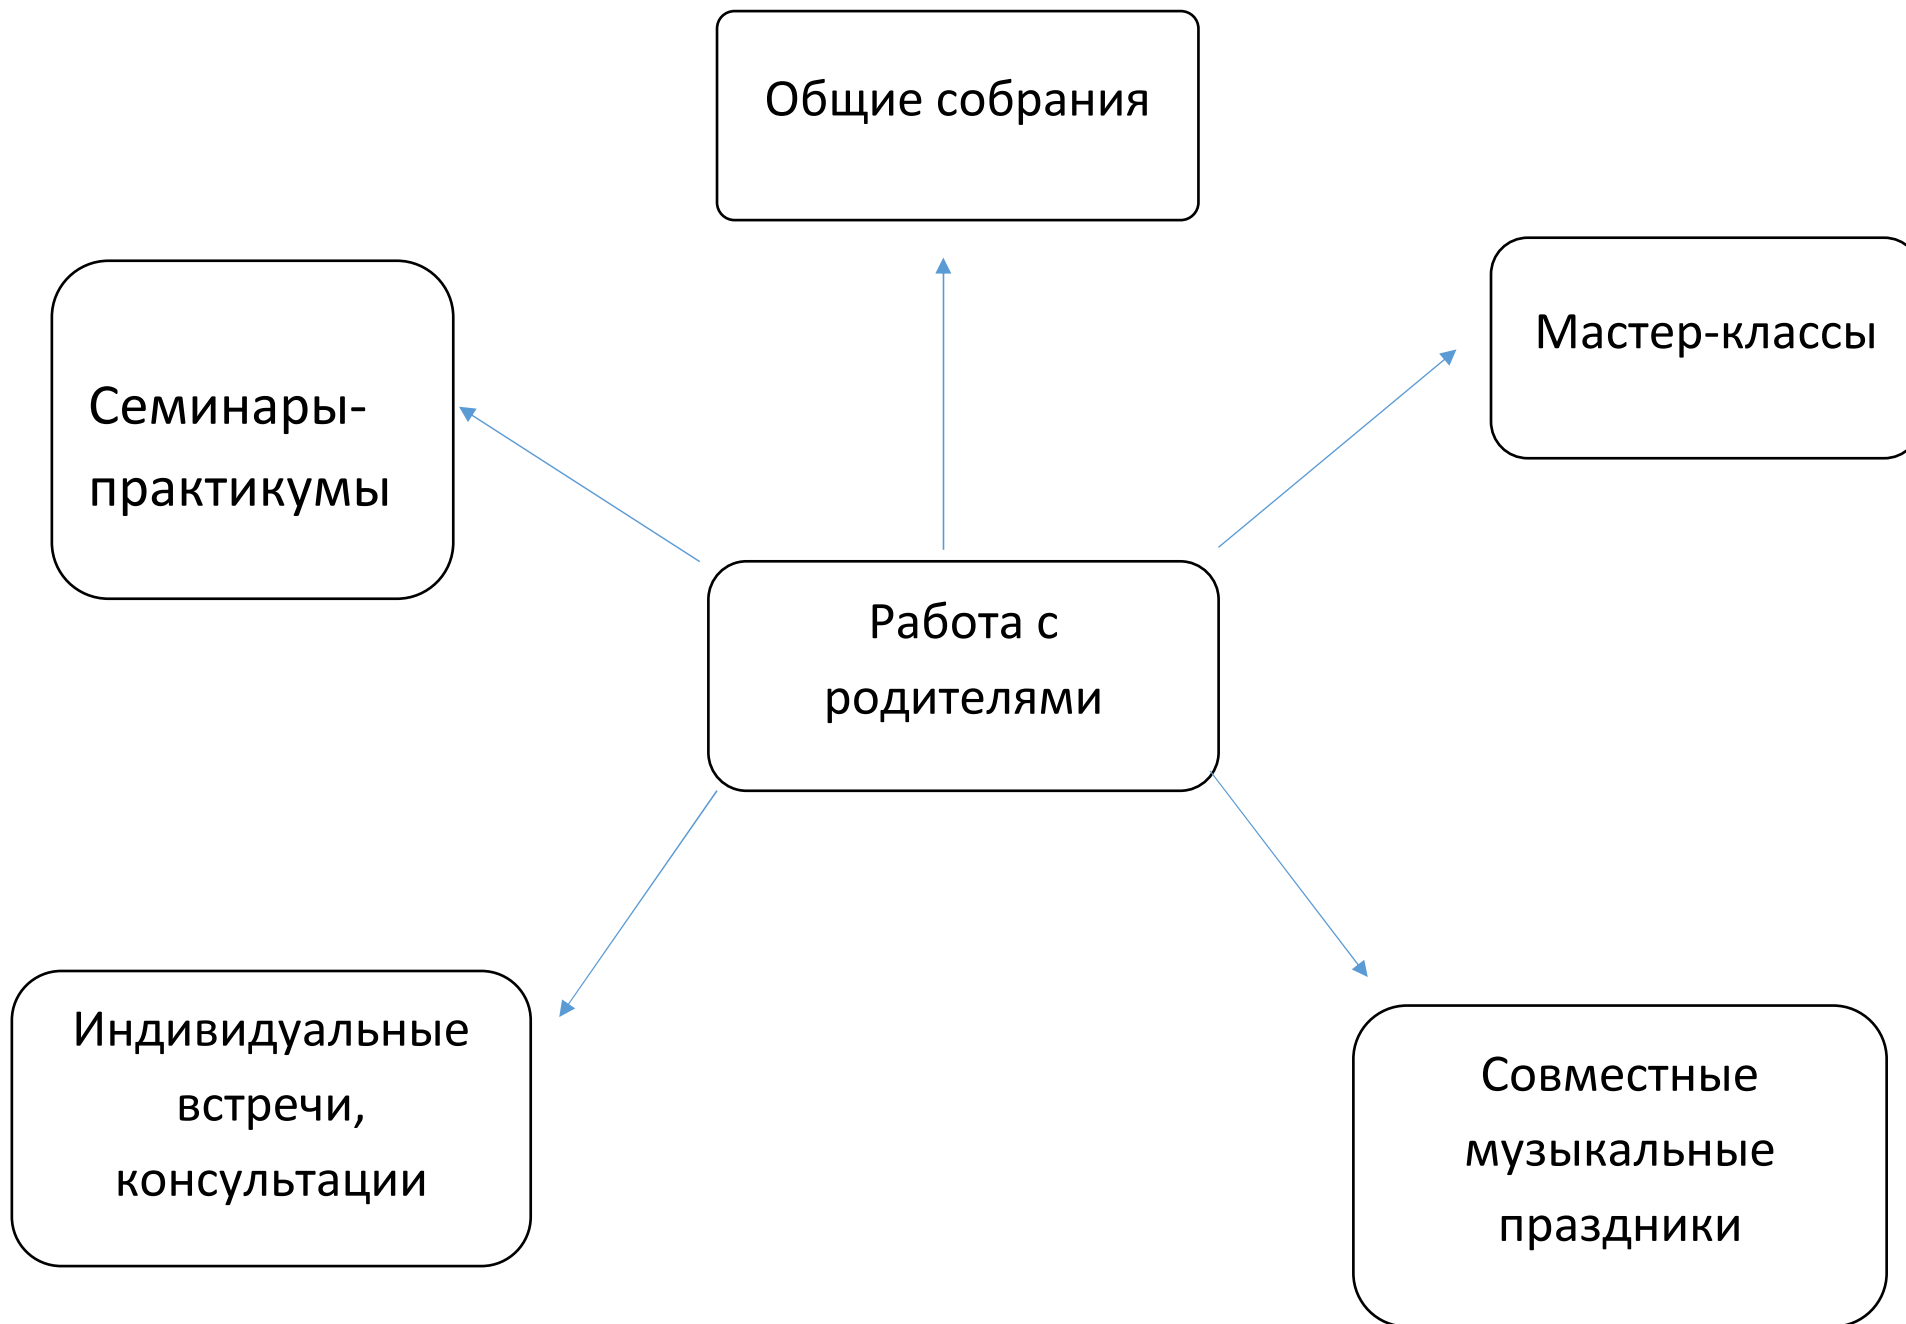 Общие собрания
Мастер-классы
Семинары-
практикумы
Работа с
родителями
Индивидуальные
встречи,
консультации
Совместные
музыкальные
праздники